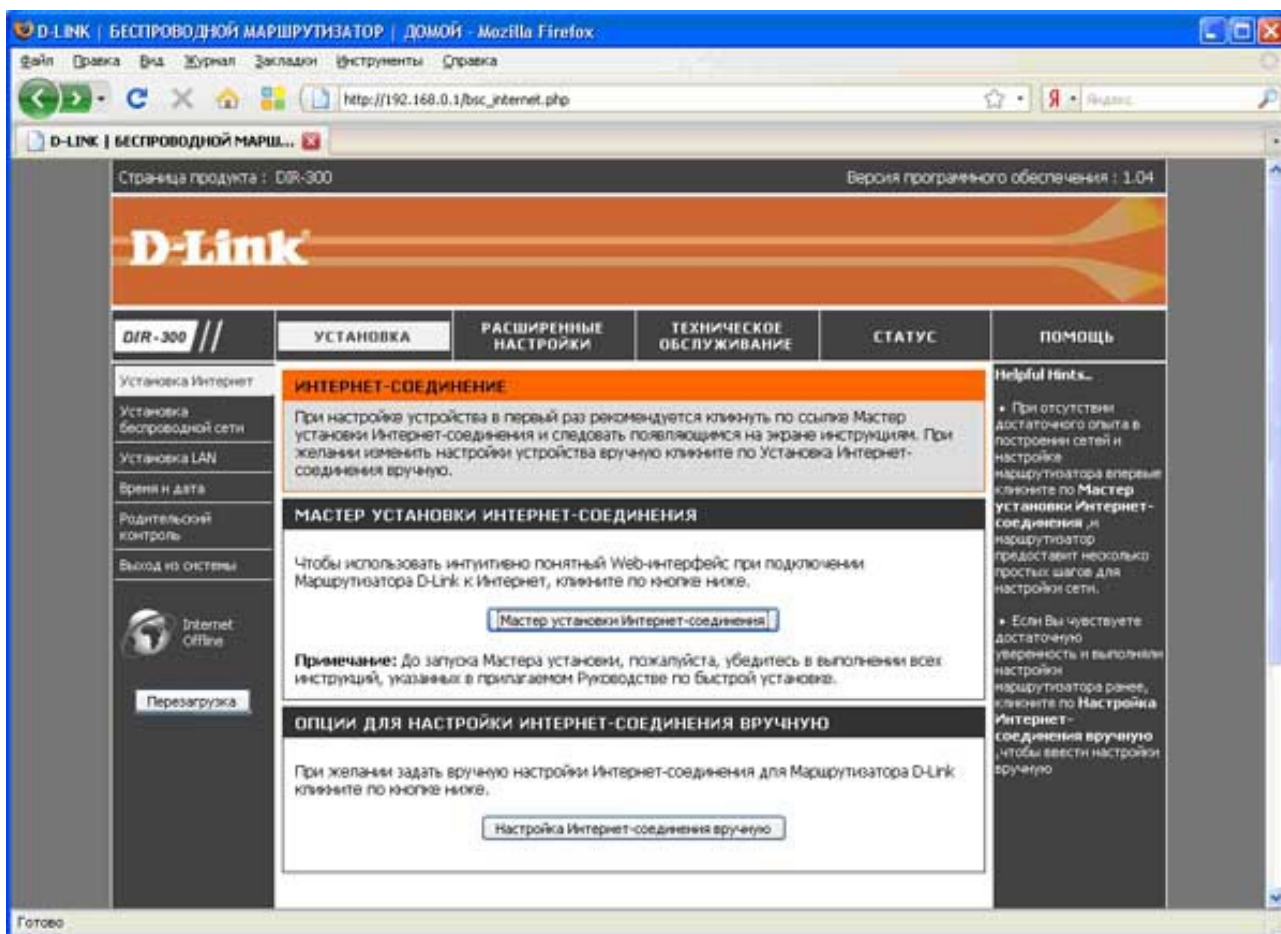 D-LINK | БЕСПРОВОДНОЙ МАРШРУТИЗАТОР | ДОМОЙ - Mozilla Firefox
Файл Правка Вид Журнал Закладки Инструменты Справка
http://192.168.0.1/bsc_internet.php
Яндекс
D-LINK | БЕСПРОВОДНОЙ МАРШ...
Страница продукта : DIR-300
Версия программного обеспечения : 1.04
D-Link
DIR-300
УСТАНОВКА
РАСШИРЕННЫЕ
НАСТРОЙКИ
ТЕХНИЧЕСКОЕ
ОБСЛУЖИВАНИЕ
СТАТУС
ПОМОЩЬ
Установка Интернет
Установка
беспроводной сети
Установка LAN
Время и дата
Родительский
контроль
Выход из системы
Internet
Offline
Перезагрузка
ИНТЕРНЕТ-СОЕДИНЕНИЕ
При настройке устройства в первый раз рекомендуется кликнуть по ссылке Мастер
установки Интернет-соединения и следовать появляющимся на экране инструкциям. При
желании изменить настройки устройства вручную кликните по Установка Интернет-
соединения вручную.
МАСТЕР УСТАНОВКИ ИНТЕРНЕТ-СОЕДИНЕНИЯ
Чтобы использовать интуитивно понятный Web-интерфейс при подключении
Маршрутизатора D-Link к Интернет, кликните по кнопке ниже.
Мастер установки Интернет-соединения
Примечание: До запуска Мастера установки, пожалуйста, убедитесь в выполнении всех
инструкций, указанных в прилагаемом Руководстве по быстрой установке.
ОПЦИИ ДЛЯ НАСТРОЙКИ ИНТЕРНЕТ-СОЕДИНЕНИЯ ВРУЧНУЮ
При желании задать вручную настройки Интернет-соединения для Маршрутизатора D-Link
кликните по кнопке ниже.
Настройка Интернет-соединения вручную
Helpful Hints...
• При отсутствии
достаточного опыта в
построении сетей и
настройке
маршрутизатора впервые
кликните по Мастер
установки Интернет-
соединения ,и
маршрутизатор
предоставит несколько
простых шагов для
настройки сети.
• Если Вы чувствуете
достаточную
уверенность и выполняли
настройки
маршрутизатора ранее,
кликните по Настройка
Интернет-
соединения вручную
,чтобы ввести настройки
вручную
Готово